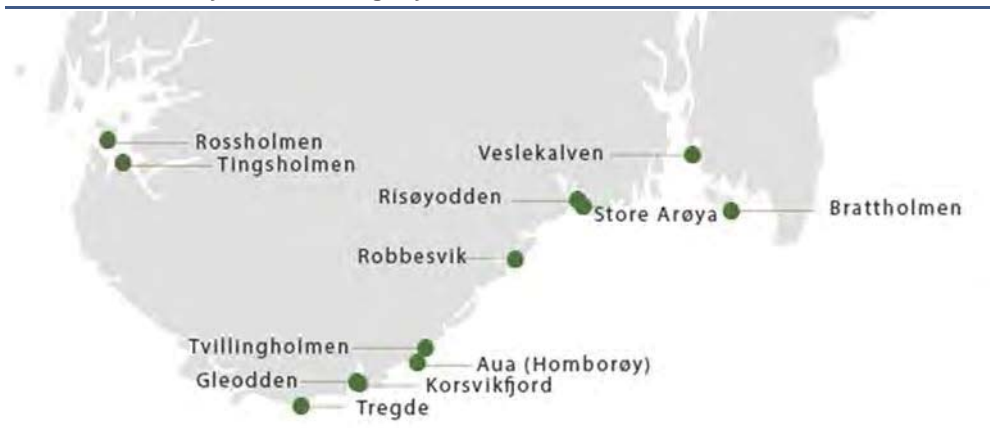 Rossholmen
Tingsholmen
Veslekalven
Risøyodden
Store Arøya
Brattholmen
Robbesvik
Tvillingholmen
Aua (Homborøy)
Gleodden
Korsvikfjord
Tregde